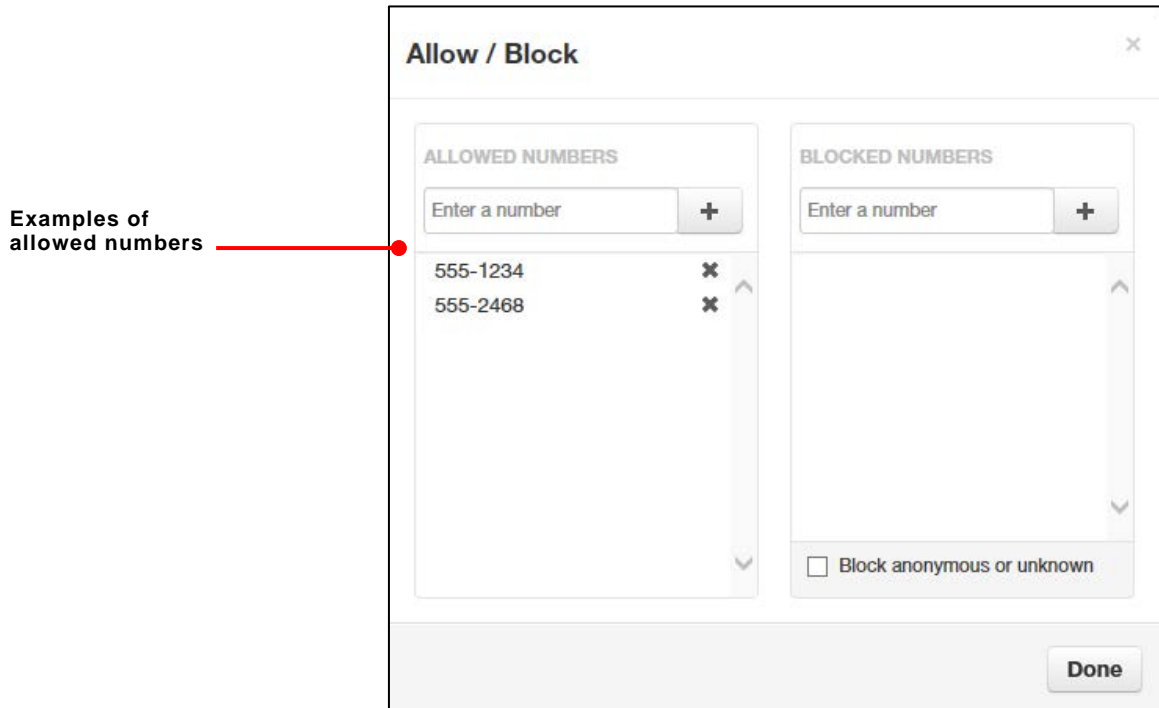 Allow / Block
×
Examples of
allowed numbers
ALLOWED NUMBERS
Enter a number
+
555-1234 ✖
555-2468 ✖
BLOCKED NUMBERS
Enter a number
+
Block anonymous or unknown
Done